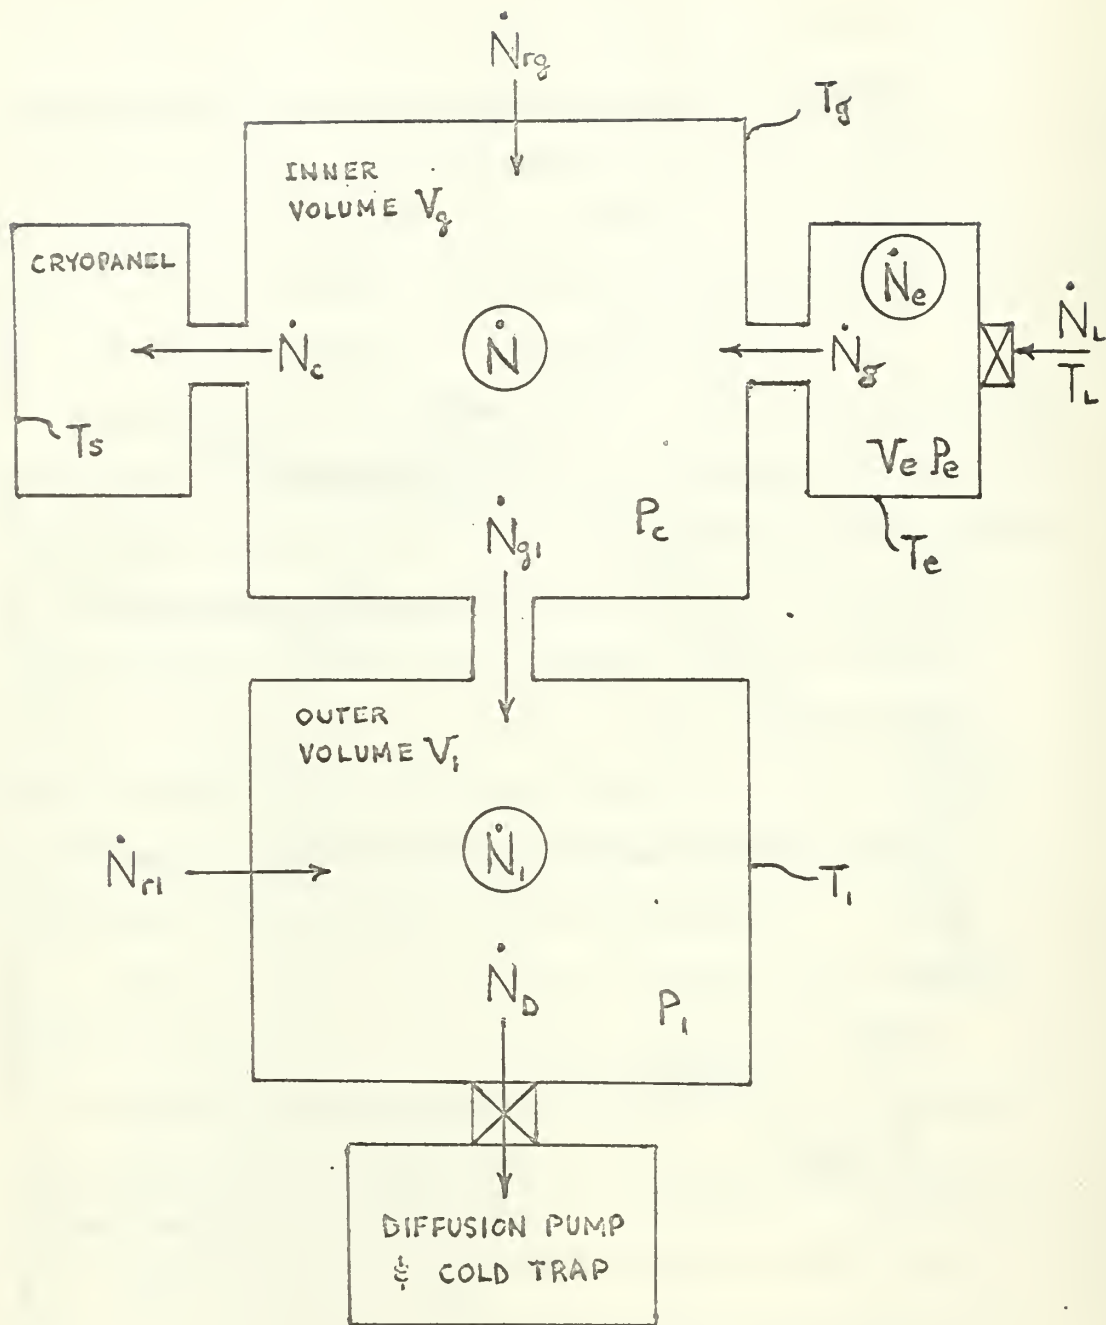 Ṅrg
Tg
INNER
VOLUME Vg
CRYOPANEL
Ṅe
Ṅc
Ṅ
Ṅg
ṄL
TL
Ts
Ve Pe
Pc
Ṅg1
Te
OUTER
VOLUME V1
Ṅr1
Ṅ1
T1
ṄD
P1
DIFFUSION PUMP
& COLD TRAP